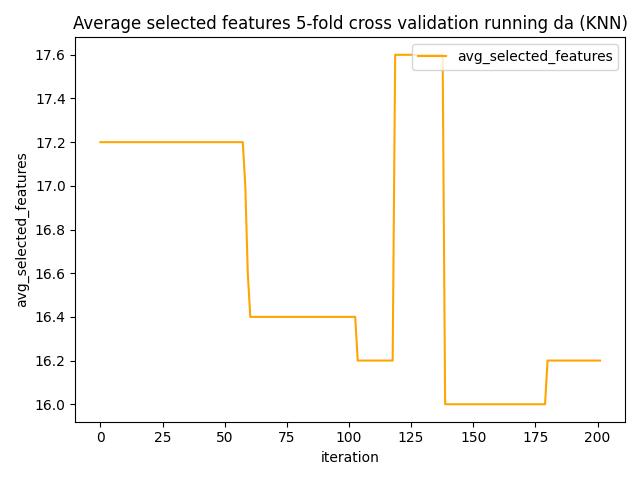 Average selected features 5-fold cross validation running da (KNN)
avg_selected_features
17.6
17.4
17.2
17.0
16.8
16.6
16.4
16.2
16.0
avg_selected_features
0 25 50 75 100 125 150 175 200
iteration